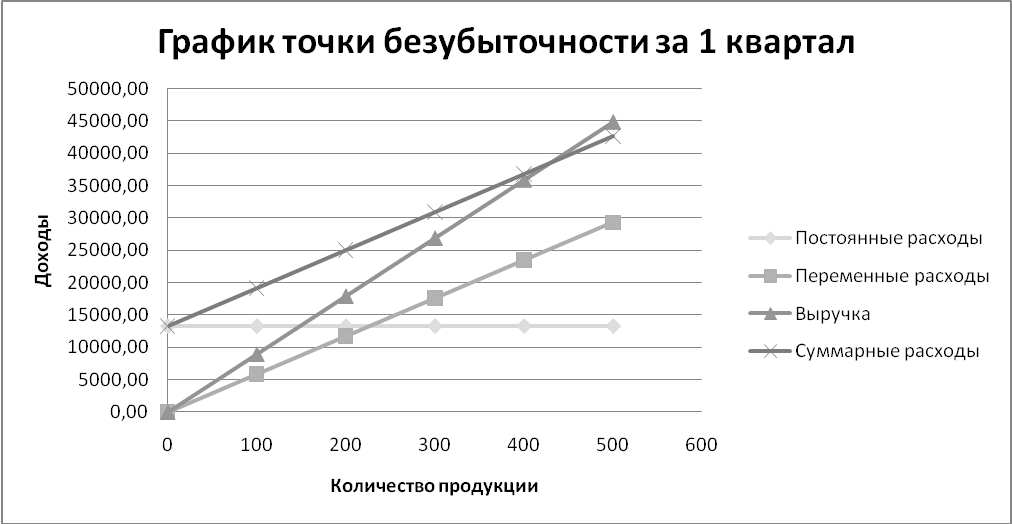 График точки безубыточности за 1 квартал
50000,00
45000,00
40000,00
35000,00
30000,00
25000,00
20000,00
15000,00
10000,00
5000,00
0,00
Доходы
0 100 200 300 400 500 600
Количество продукции
Постоянные расходы
Переменные расходы
Выручка
Суммарные расходы